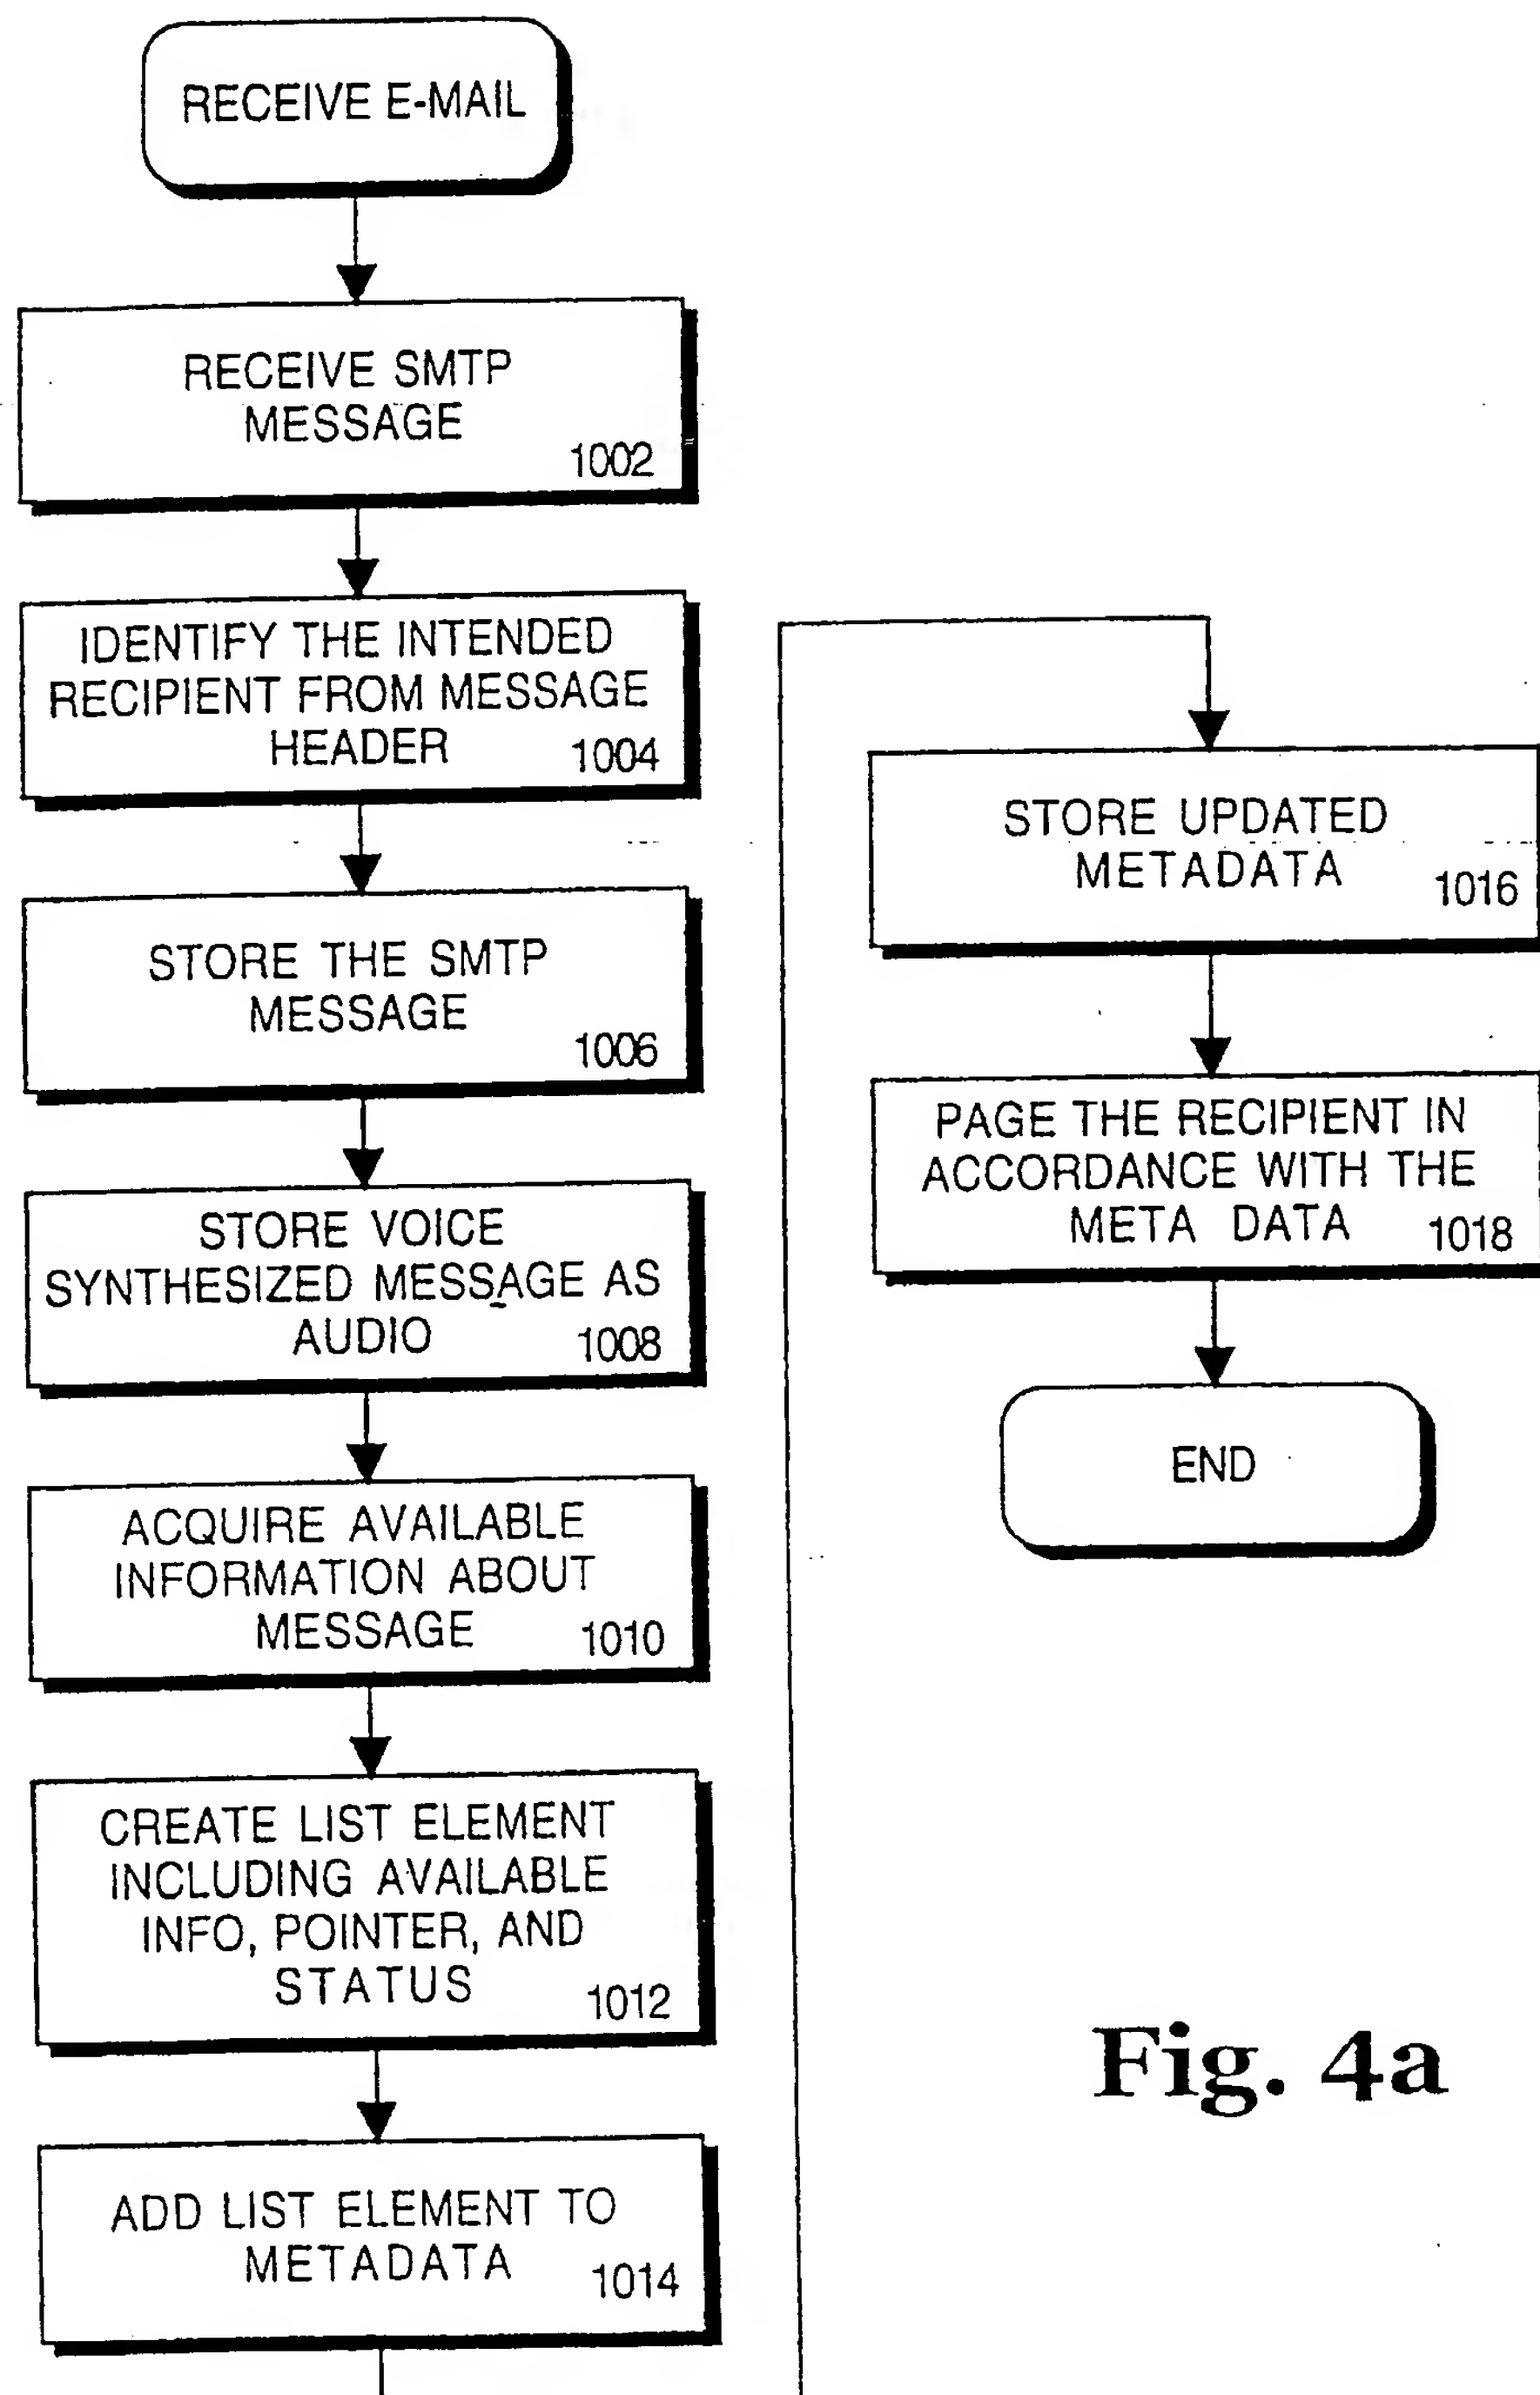 RECEIVE E-MAIL
RECEIVE SMTP
MESSAGE
1002
IDENTIFY THE INTENDED
RECIPIENT FROM MESSAGE
HEADER 1004
STORE THE SMTP
MESSAGE
1006
STORE VOICE
SYNTHESIZED MESSAGE AS
AUDIO 1008
ACQUIRE AVAILABLE
INFORMATION ABOUT
MESSAGE 1010
CREATE LIST ELEMENT
INCLUDING AVAILABLE
INFO, POINTER, AND
STATUS 1012
ADD LIST ELEMENT TO
METADATA 1014
STORE UPDATED
METADATA 1016
PAGE THE RECIPIENT IN
ACCORDANCE WITH THE
META DATA 1018
END
Fig. 4a